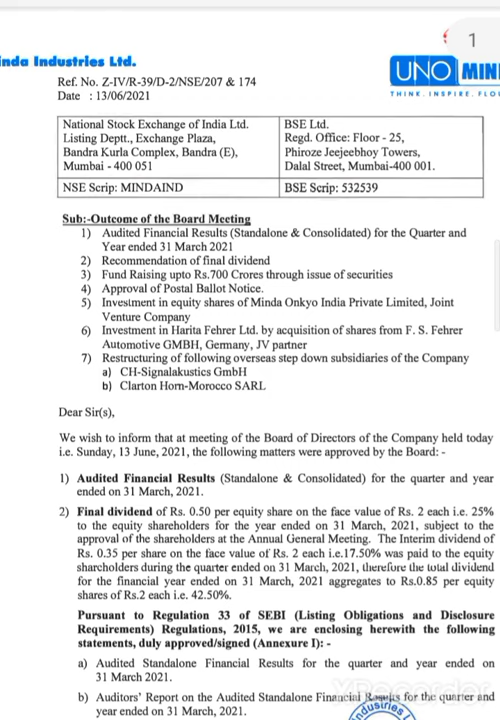 1
inda Industries Ltd.
UNO MIN
THINK. INSPIRE. FLO
Ref. No. Z-IV/R-39/D-2/NSE/207 & 174
Date : 13/06/2021
National Stock Exchange of India Ltd.
Listing Deptt., Exchange Plaza,
Bandra Kurla Complex, Bandra (E),
Mumbai - 400 051
BSE Ltd.
Regd. Office: Floor - 25,
Phiroze Jeejeebhoy Towers,
Dalal Street, Mumbai-400 001.
NSE Scrip: MINDAIND
BSE Scrip: 532539
Sub:-Outcome of the Board Meeting
1) Audited Financial Results (Standalone & Consolidated) for the Quarter and
Year ended 31 March 2021
2) Recommendation of final dividend
3) Fund Raising upto Rs.700 Crores through issue of securities
4) Approval of Postal Ballot Notice.
5) Investment in equity shares of Minda Onkyo India Private Limited, Joint
Venture Company
6) Investment in Harita Fehrer Ltd. by acquisition of shares from F. S. Fehrer
Automotive GMBH, Germany, JV partner
7) Restructuring of following overseas step down subsidiaries of the Company
a) CH-Signalakustics GmbH
b) Clarton Horn-Morocco SARL
Dear Sir(s),
We wish to inform that at meeting of the Board of Directors of the Company held today
i.e. Sunday, 13 June, 2021, the following matters were approved by the Board: -
1) Audited Financial Results (Standalone & Consolidated) for the quarter and year
ended on 31 March, 2021.
2) Final dividend of Rs. 0.50 per equity share on the face value of Rs. 2 each i.e. 25%
to the equity shareholders for the year ended on 31 March, 2021, subject to the
approval of the shareholders at the Annual General Meeting. The Interim dividend of
Rs. 0.35 per share on the face value of Rs. 2 each i.e.17.50% was paid to the equity
shareholders during the quarter ended on 31 March, 2021, therefore the total dividend
for the financial year ended on 31 March, 2021 aggregates to Rs.0.85 per equity
shares of Rs.2 each i.e. 42.50%.
Pursuant to Regulation 33 of SEBI (Listing Obligations and Disclosure
Requirements) Regulations, 2015, we are enclosing herewith the following
statements, duly approved/signed (Annexure I): -
a) Audited Standalone Financial Results for the quarter and year ended on
31 March 2021.
b) Auditors' Report on the Audited Standalone Financial Results for the quarter and
year ended on 31 March, 2021.
dustries
XRecorder